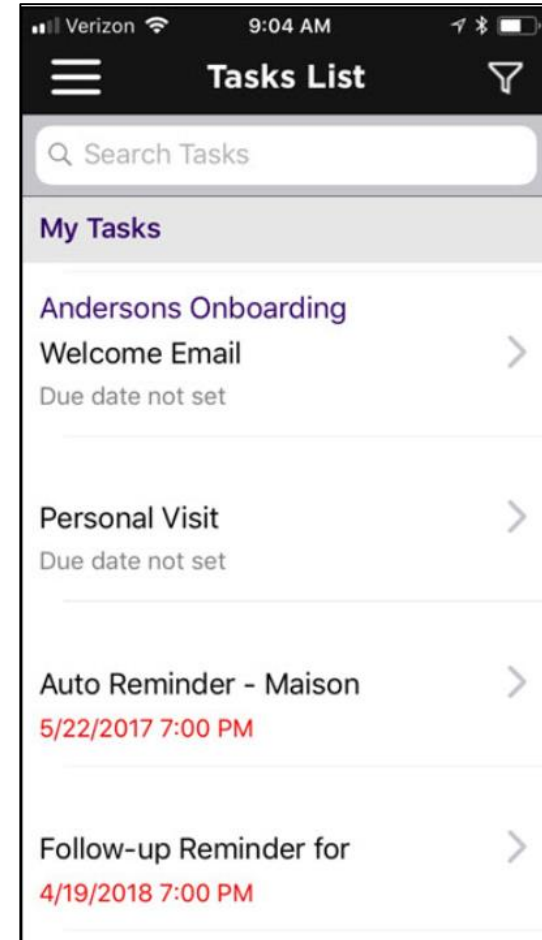 Verizon 9:04 AM
Tasks List
Search Tasks
My Tasks
Andersons Onboarding
Welcome Email
Due date not set
Personal Visit
Due date not set
Auto Reminder - Maison
5/22/2017 7:00 PM
Follow-up Reminder for
4/19/2018 7:00 PM